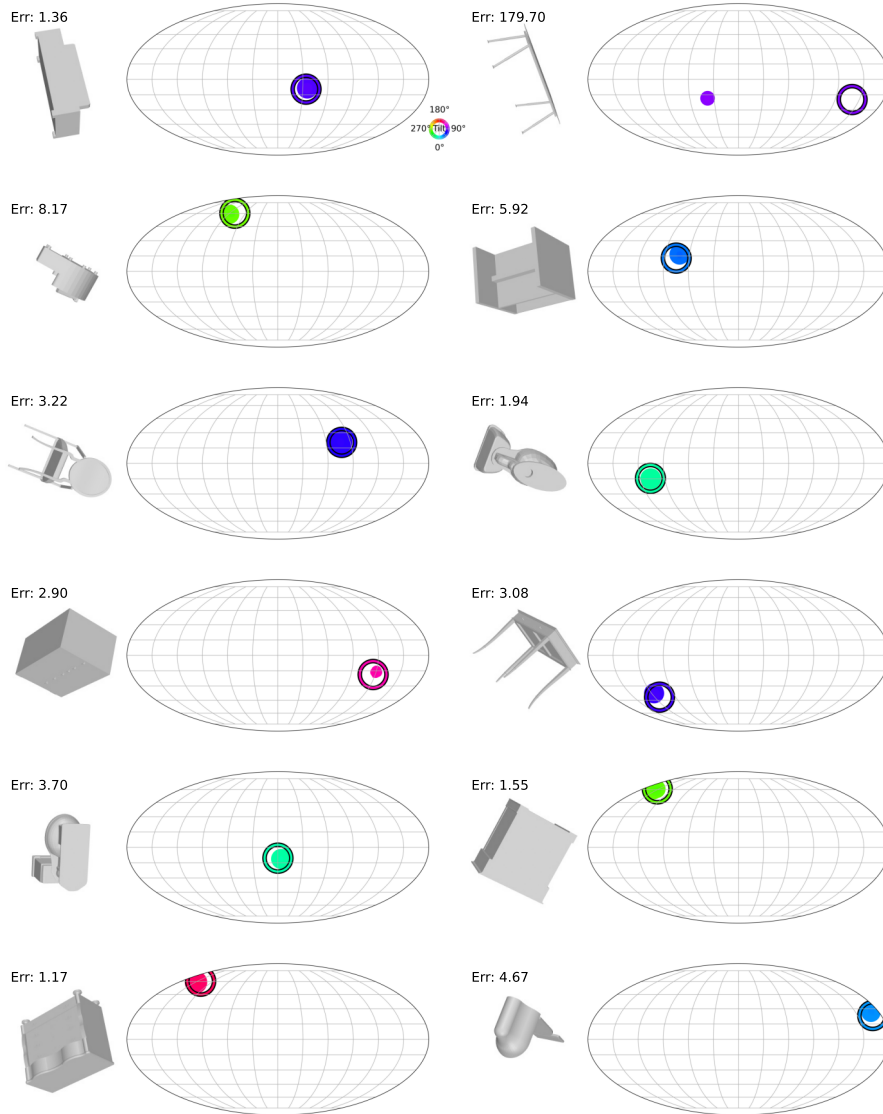 Err: 1.36
Err: 179.70
180°
270° Tilt 90°
0°
Err: 8.17
Err: 5.92
Err: 3.22
Err: 1.94
Err: 2.90
Err: 3.08
Err: 3.70
Err: 1.55
Err: 1.17
Err: 4.67